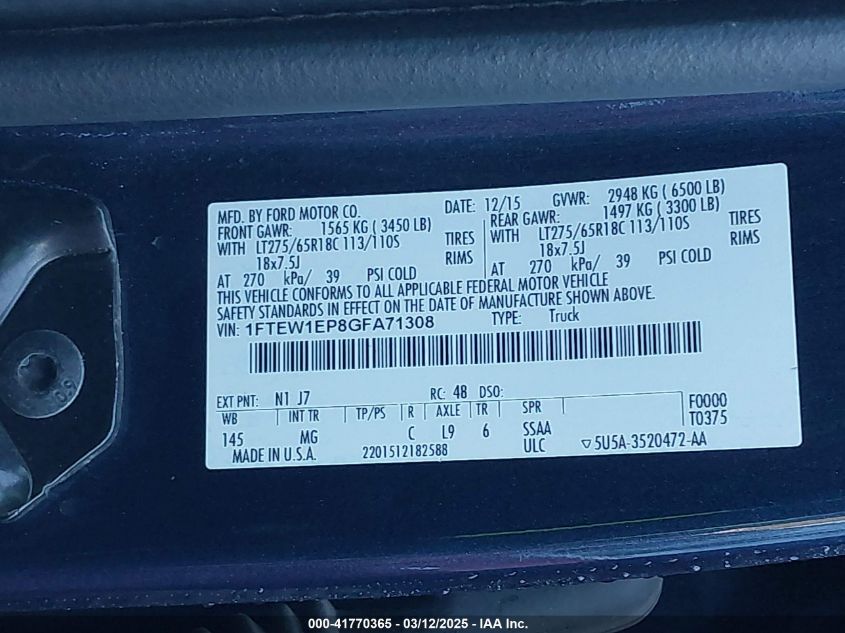 MFD. BY FORD MOTOR CO. DATE: 12/15 GVWR: 2948 KG ( 6500 LB)
FRONT GAWR: 1565 KG ( 3450 LB) REAR GAWR: 1497 KG ( 3300 LB)
WITH LT275/65R18C 113/110S TIRES WITH LT275/65R18C 113/110S TIRES
18x7.5J RIMS 18x7.5J RIMS
AT 270 kPa/ 39 PSI COLD AT 270 kPa/ 39 PSI COLD
THIS VEHICLE CONFORMS TO ALL APPLICABLE FEDERAL MOTOR VEHICLE
SAFETY STANDARDS IN EFFECT ON THE DATE OF MANUFACTURE SHOWN ABOVE.
VIN: 1FTEW1EP8GFA71308 TYPE: Truck
EXT PNT: N1 J7 RC: 48 DSO:
WB INT TR TP/PS R AXLE TR SPR F0000
145 MG C L9 6 SSAA T0375
MADE IN U.S.A. 2201512182588 ULC ▽5U5A-3520472-AA
000-41770365 - 03/12/2025 - IAA Inc.